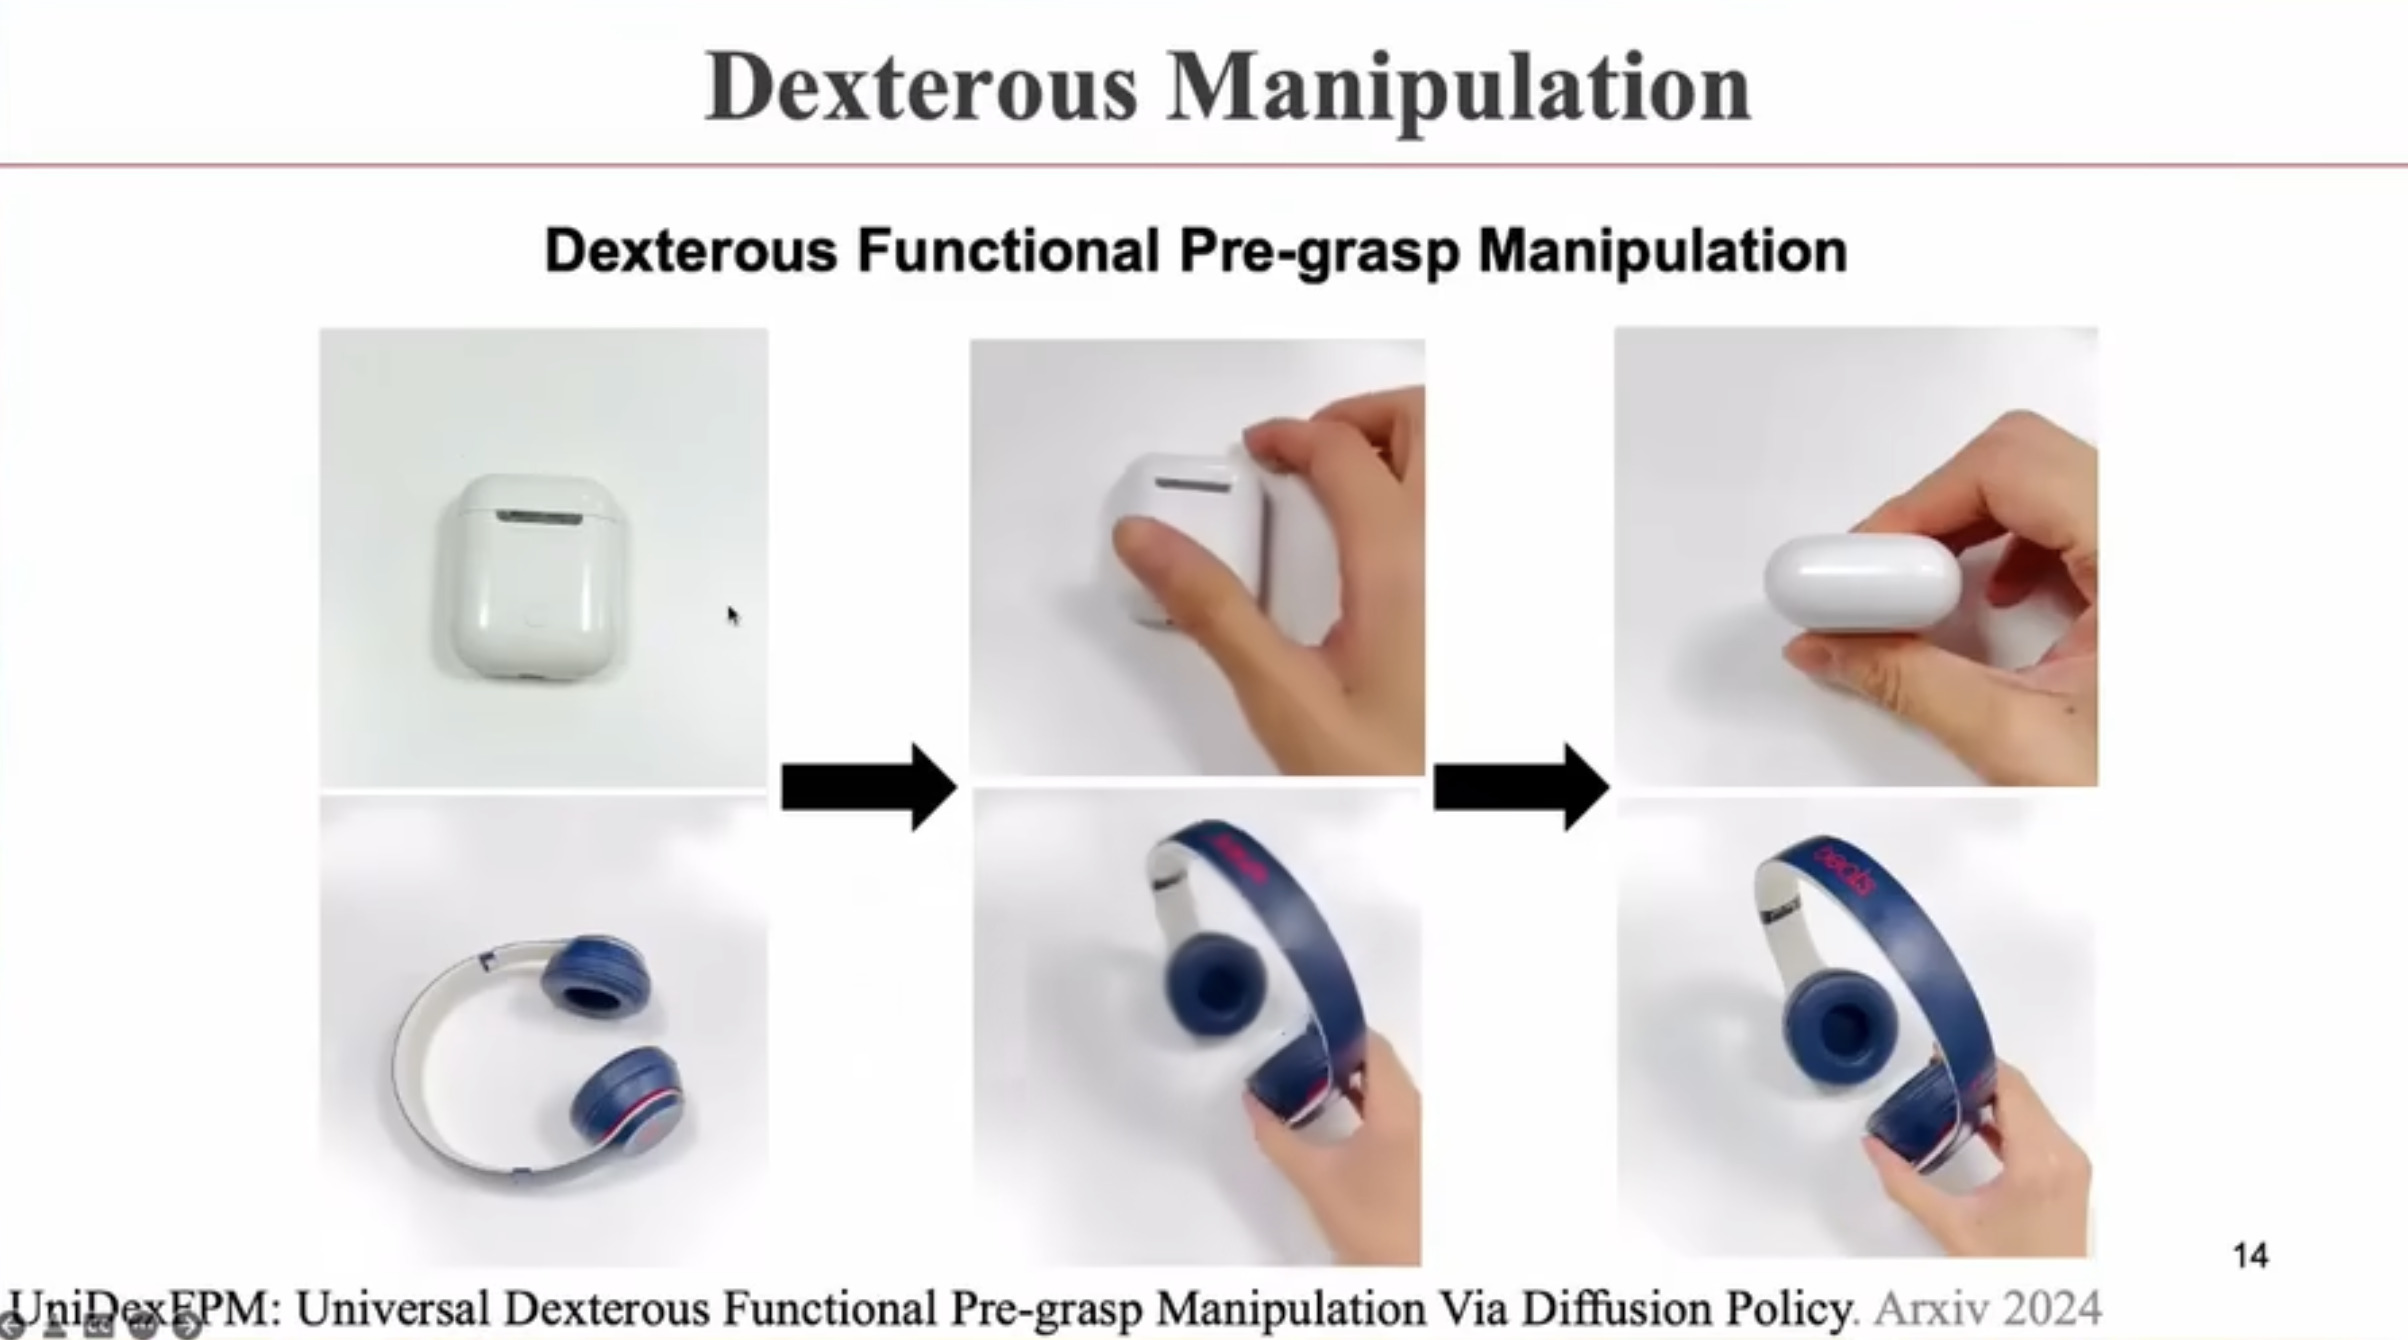 Dexterous Manipulation
Dexterous Functional Pre-grasp Manipulation
beats
14
UniDexFPM: Universal Dexterous Functional Pre-grasp Manipulation Via Diffusion Policy. Arxiv 2024